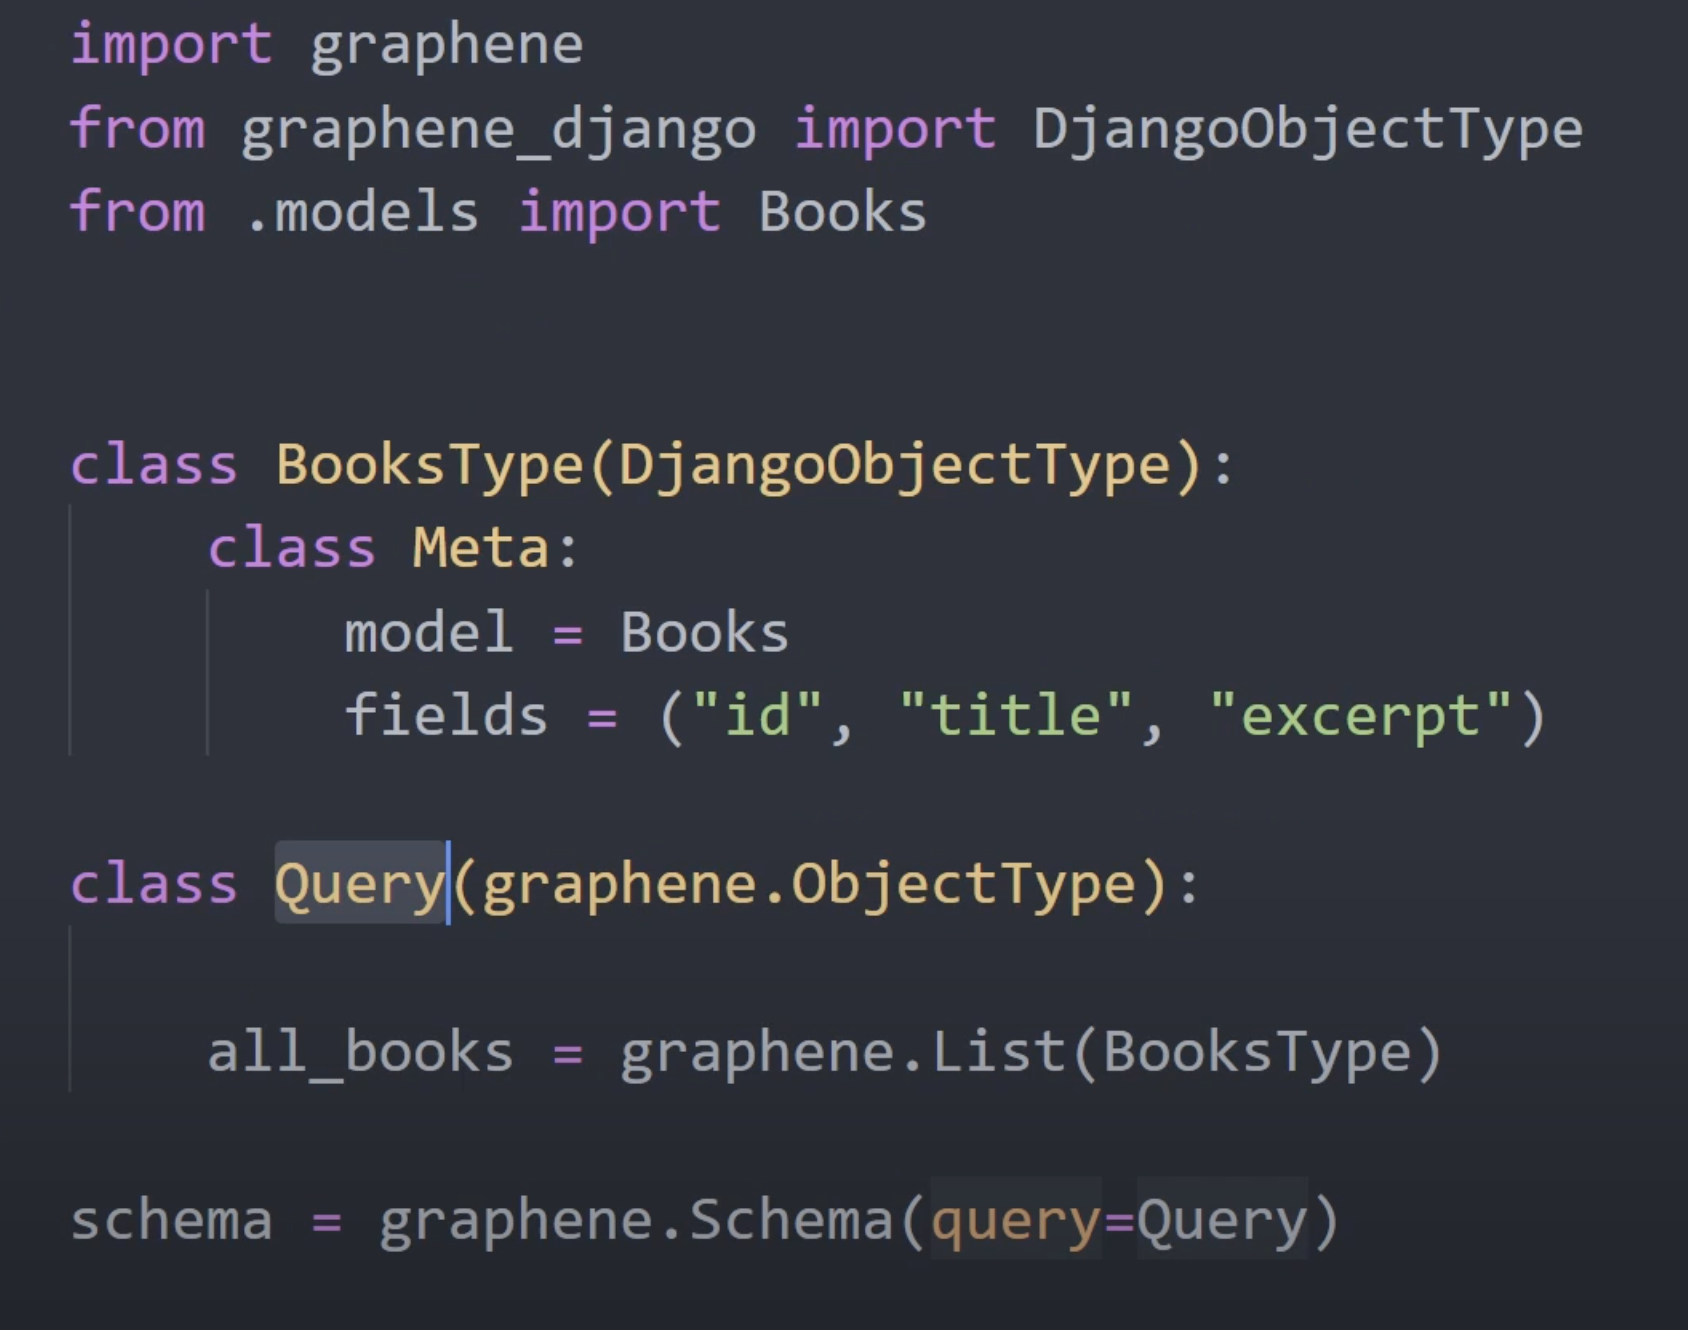 import graphene
from graphene_django import DjangoObjectType
from .models import Books
class BooksType(DjangoObjectType):
    class Meta:
        model = Books
        fields = ("id", "title", "excerpt")
class Query(graphene.ObjectType):
    all_books = graphene.List(BooksType)
schema = graphene.Schema(query=Query)